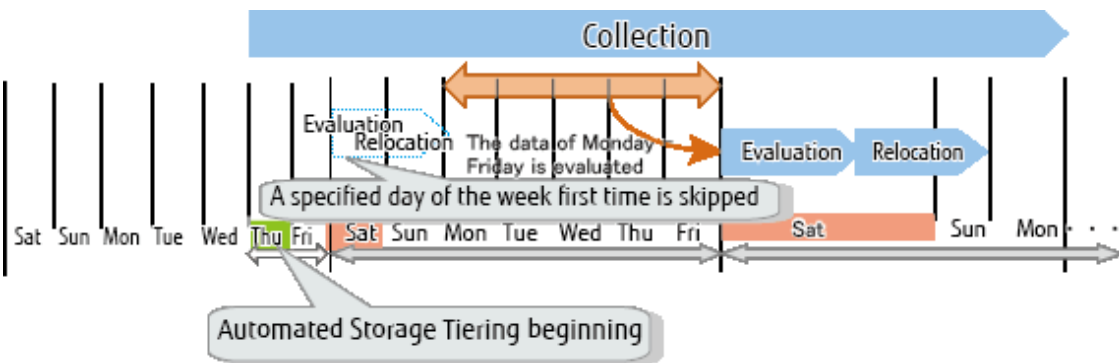 Collection
Evaluation
Relocation
The data of Monday –
Friday is evaluated
Evaluation
Relocation
A specified day of the week first time is skipped
Sat Sun Mon Tue Wed Thu Fri Sat Sun Mon Tue Wed Thu Fri Sat Sun Mon · · ·
Automated Storage Tiering beginning